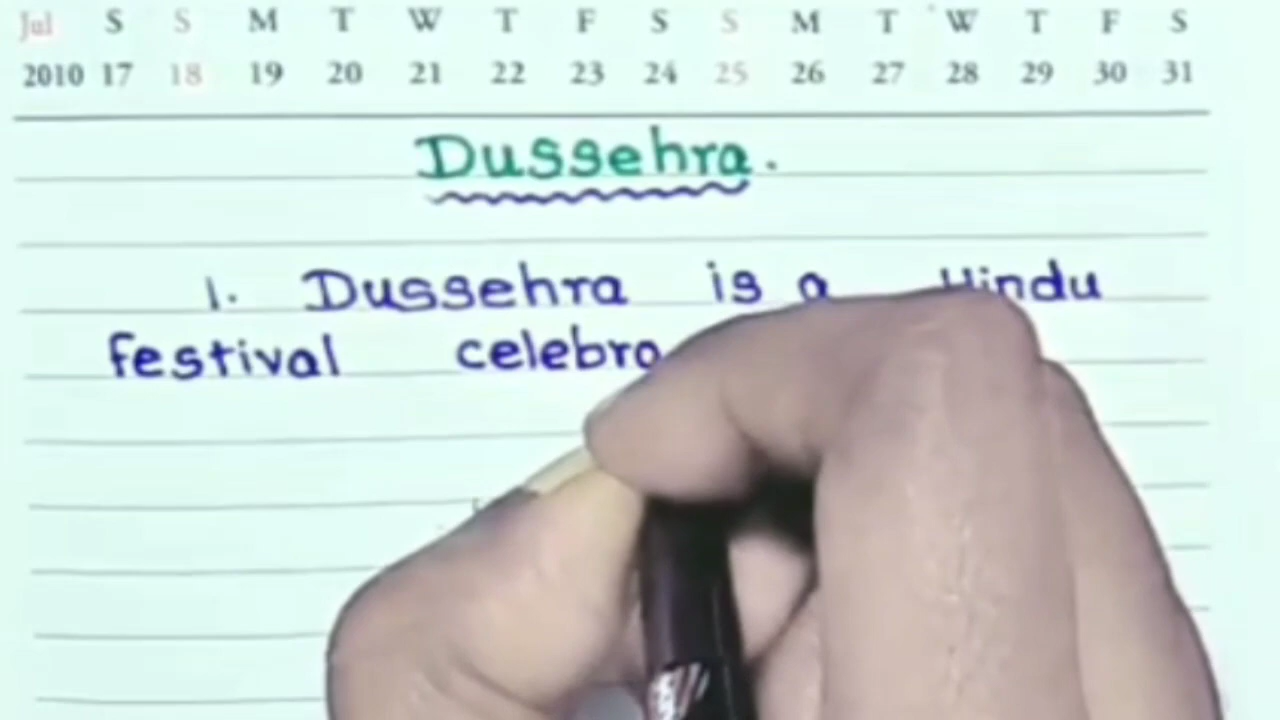 Jul S S M T W T F S S M T W T F S
2010 17 18 19 20 21 22 23 24 25 26 27 28 29 30 31
Dussehra.
1. Dussehra is a Hindu
festival celebra